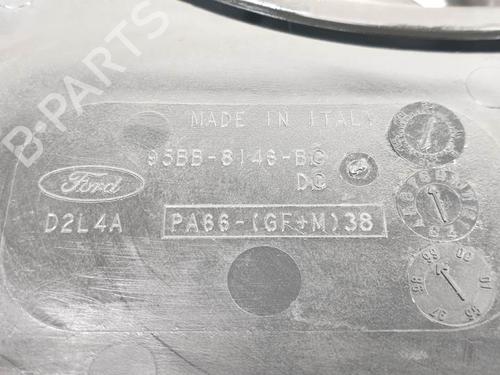 B-PARTS
MADE IN ITALY
95BB-8146-BC
DC
Ford
D2L4A
PA66-(GF+M)38